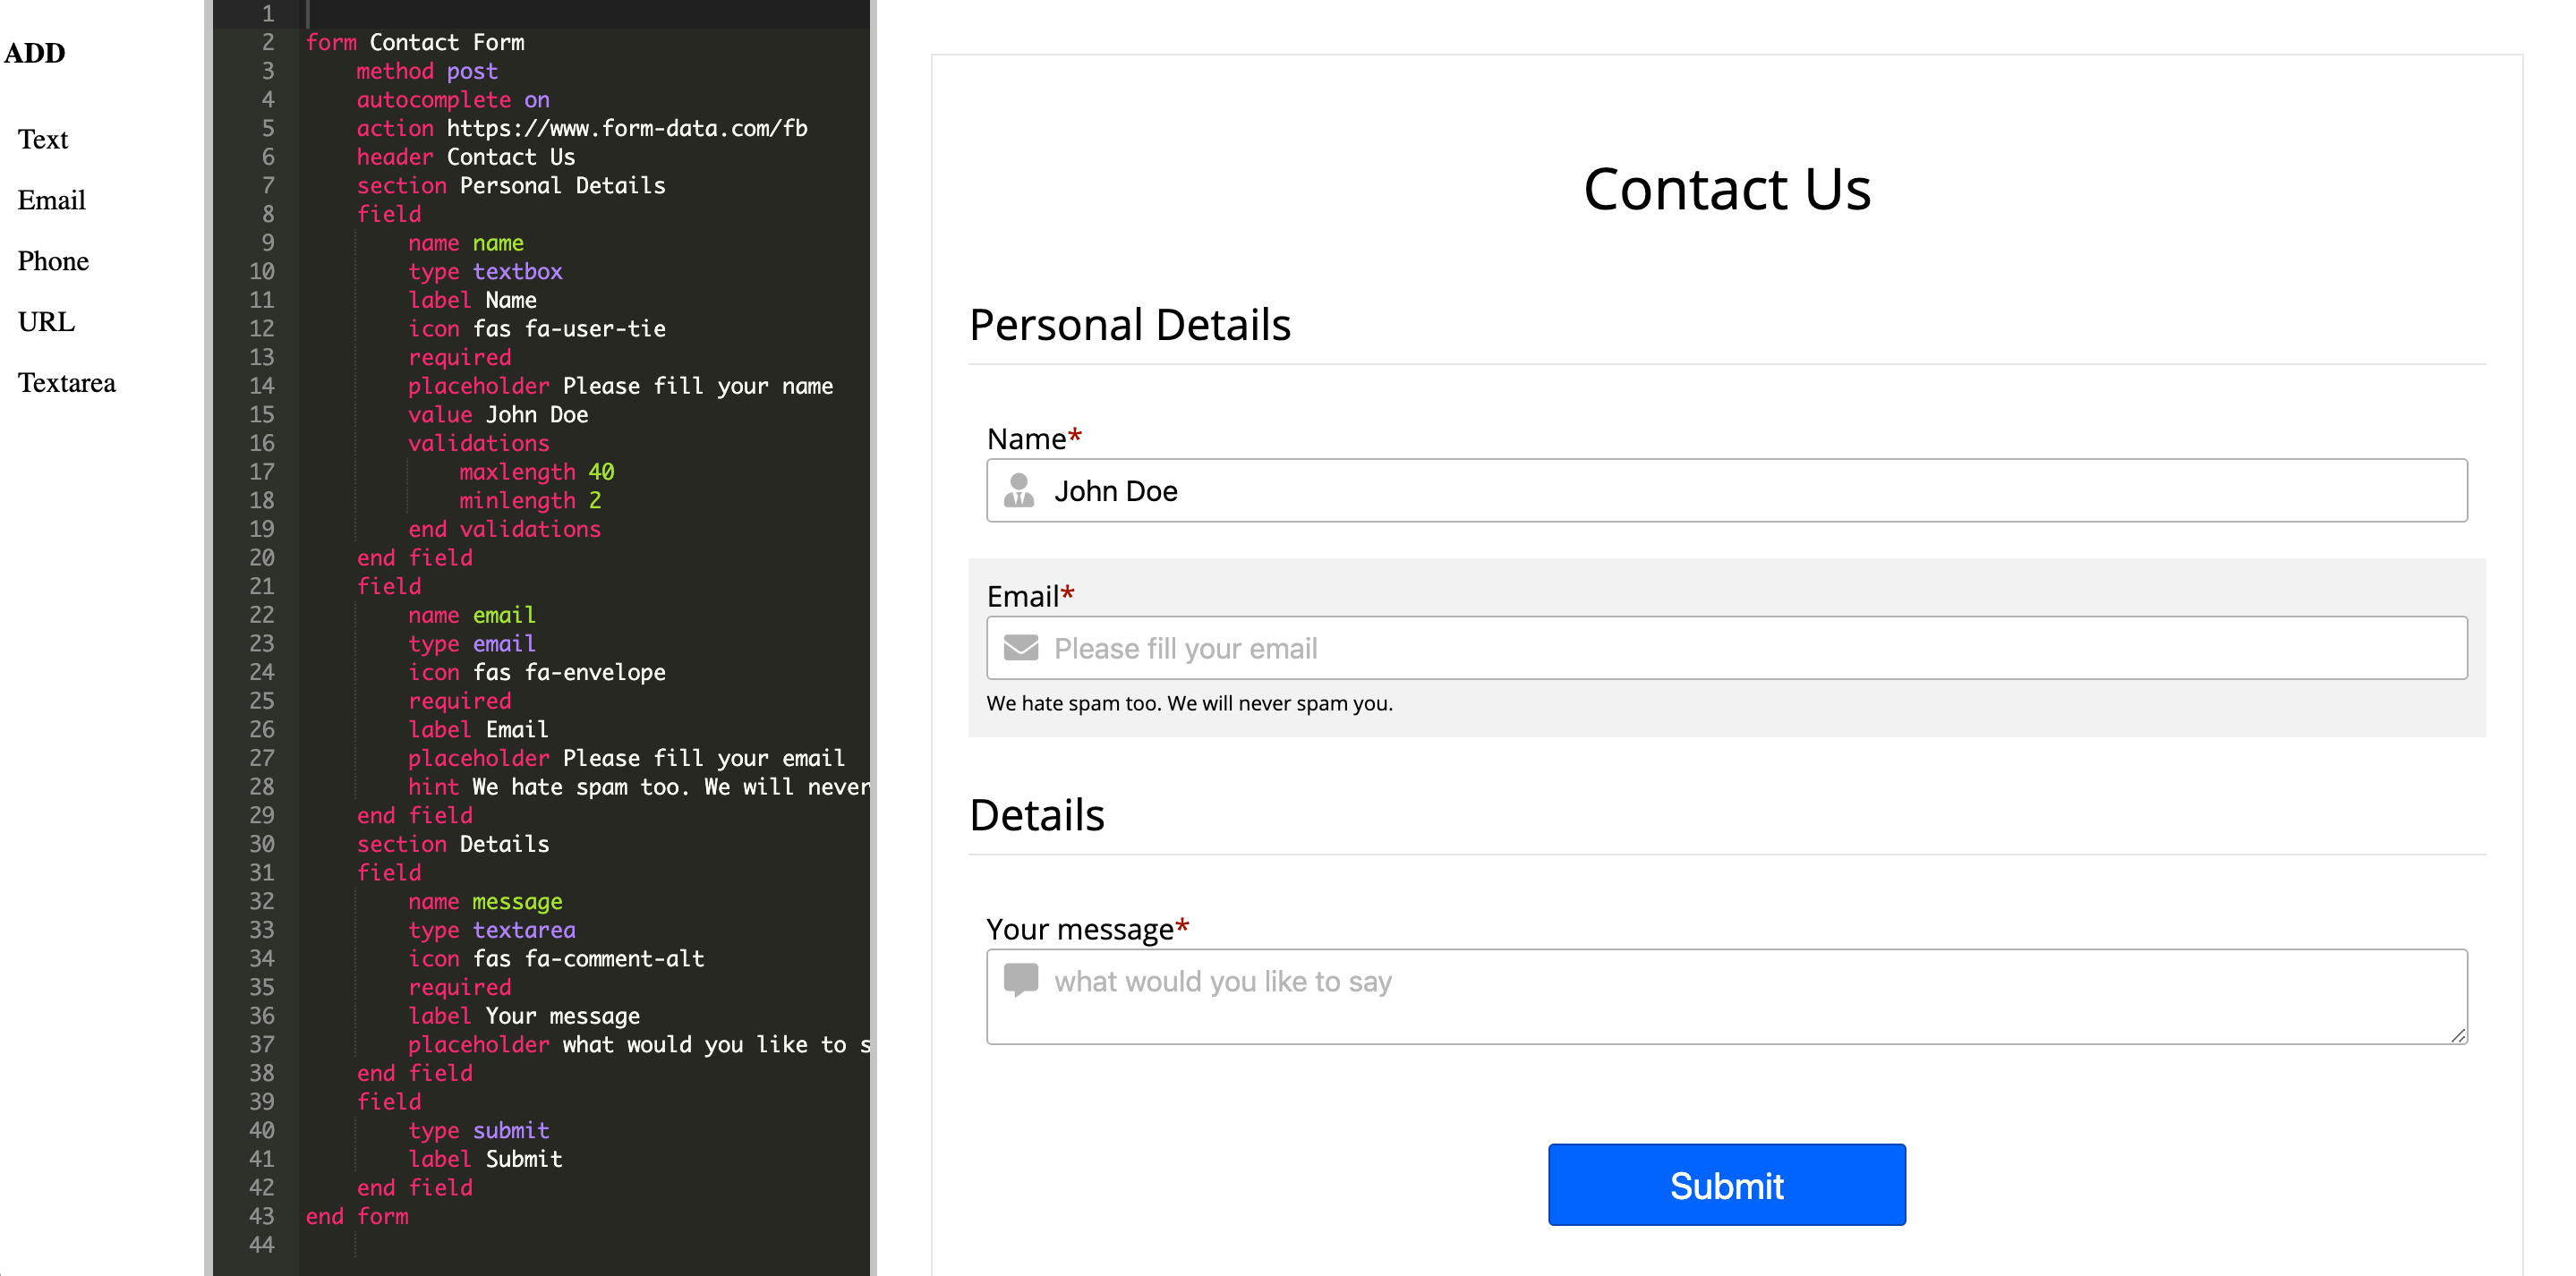 ADD
Text
Email
Phone
URL
Textarea
1
2 form Contact Form
3 method post
4 autocomplete on
5 action https://www.form-data.com/fb
6 header Contact Us
7 section Personal Details
8 field
9 name name
10 type textbox
11 label Name
12 icon fas fa-user-tie
13 required
14 placeholder Please fill your name
15 value John Doe
16 validations
17 maxlength 40
18 minlength 2
19 end validations
20 end field
21 field
22 name email
23 type email
24 icon fas fa-envelope
25 required
26 label Email
27 placeholder Please fill your email
28 hint We hate spam too. We will never
29 end field
30 section Details
31 field
32 name message
33 type textarea
34 icon fas fa-comment-alt
35 required
36 label Your message
37 placeholder what would you like to s
38 end field
39 field
40 type submit
41 label Submit
42 end field
43 end form
44
Contact Us
Personal Details
Name*
John Doe
Email*
Please fill your email
We hate spam too. We will never spam you.
Details
Your message*
what would you like to say
Submit